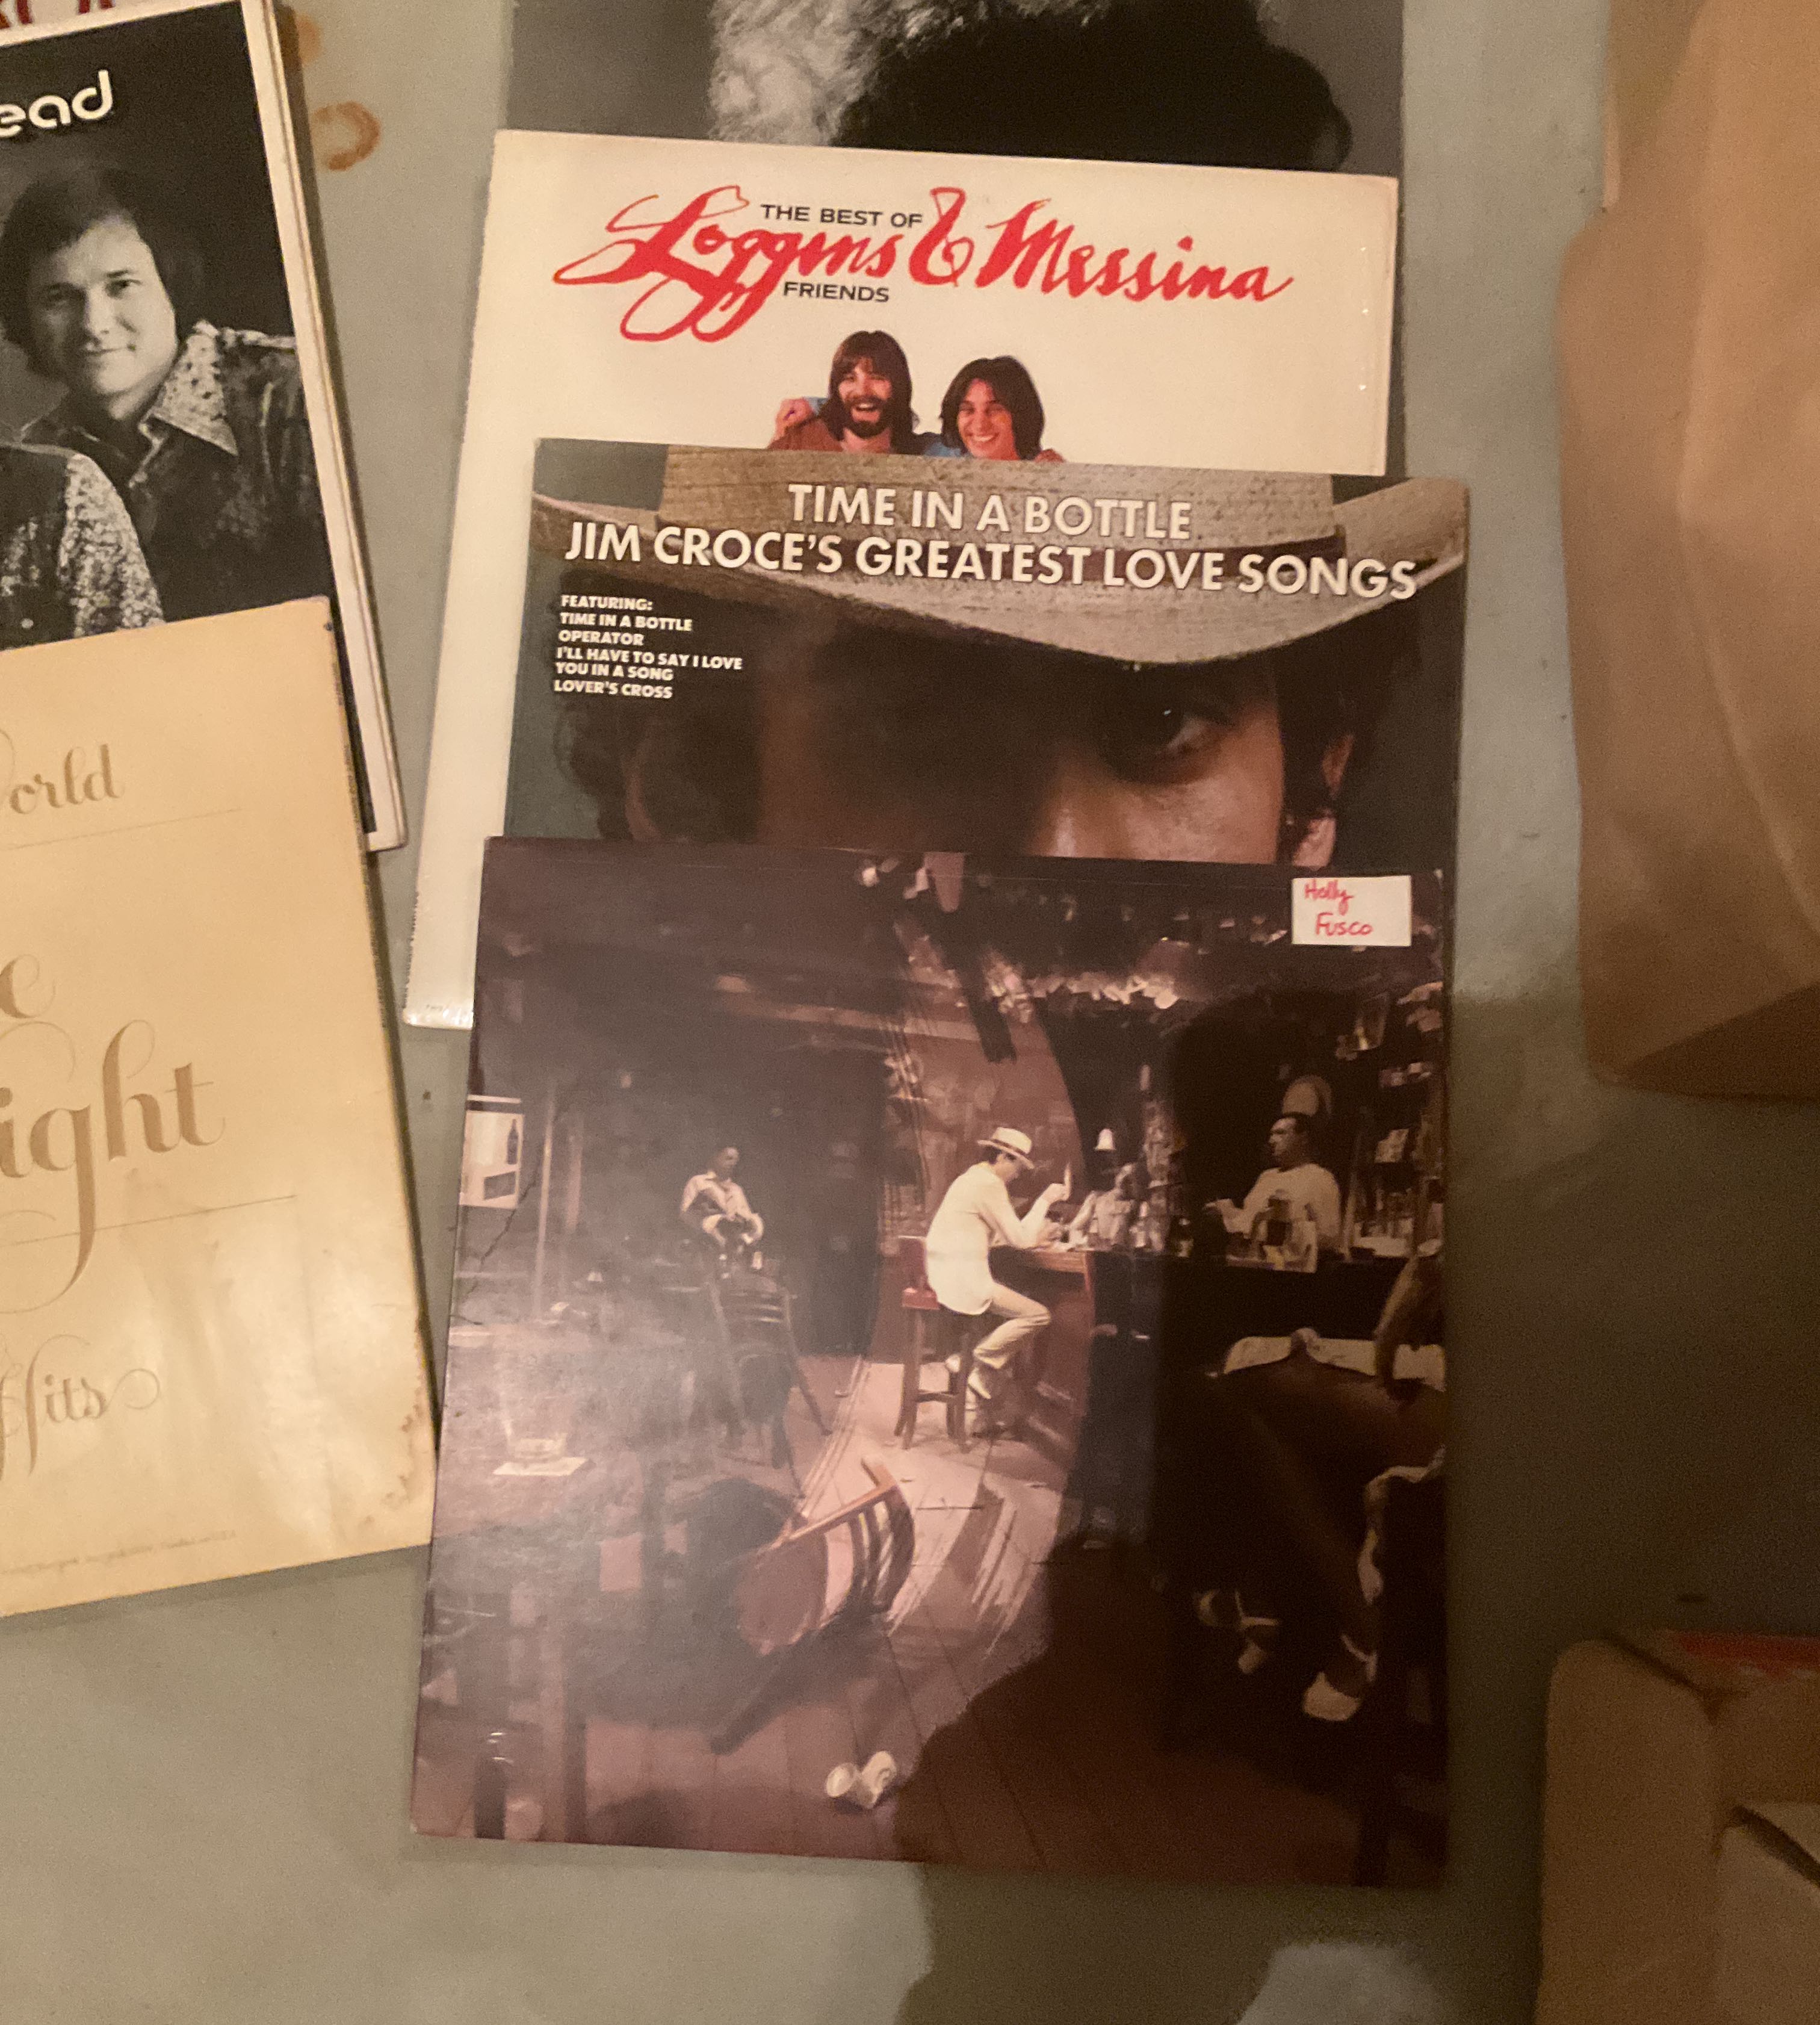 ead
THE BEST OF
Loggins & Messina
FRIENDS
TIME IN A BOTTLE
JIM CROCE'S GREATEST LOVE SONGS
FEATURING:
TIME IN A BOTTLE
OPERATOR
I'LL HAVE TO SAY I LOVE
YOU IN A SONG
LOVER'S CROSS
Holly
Fusco
orld
e
ight
Hits